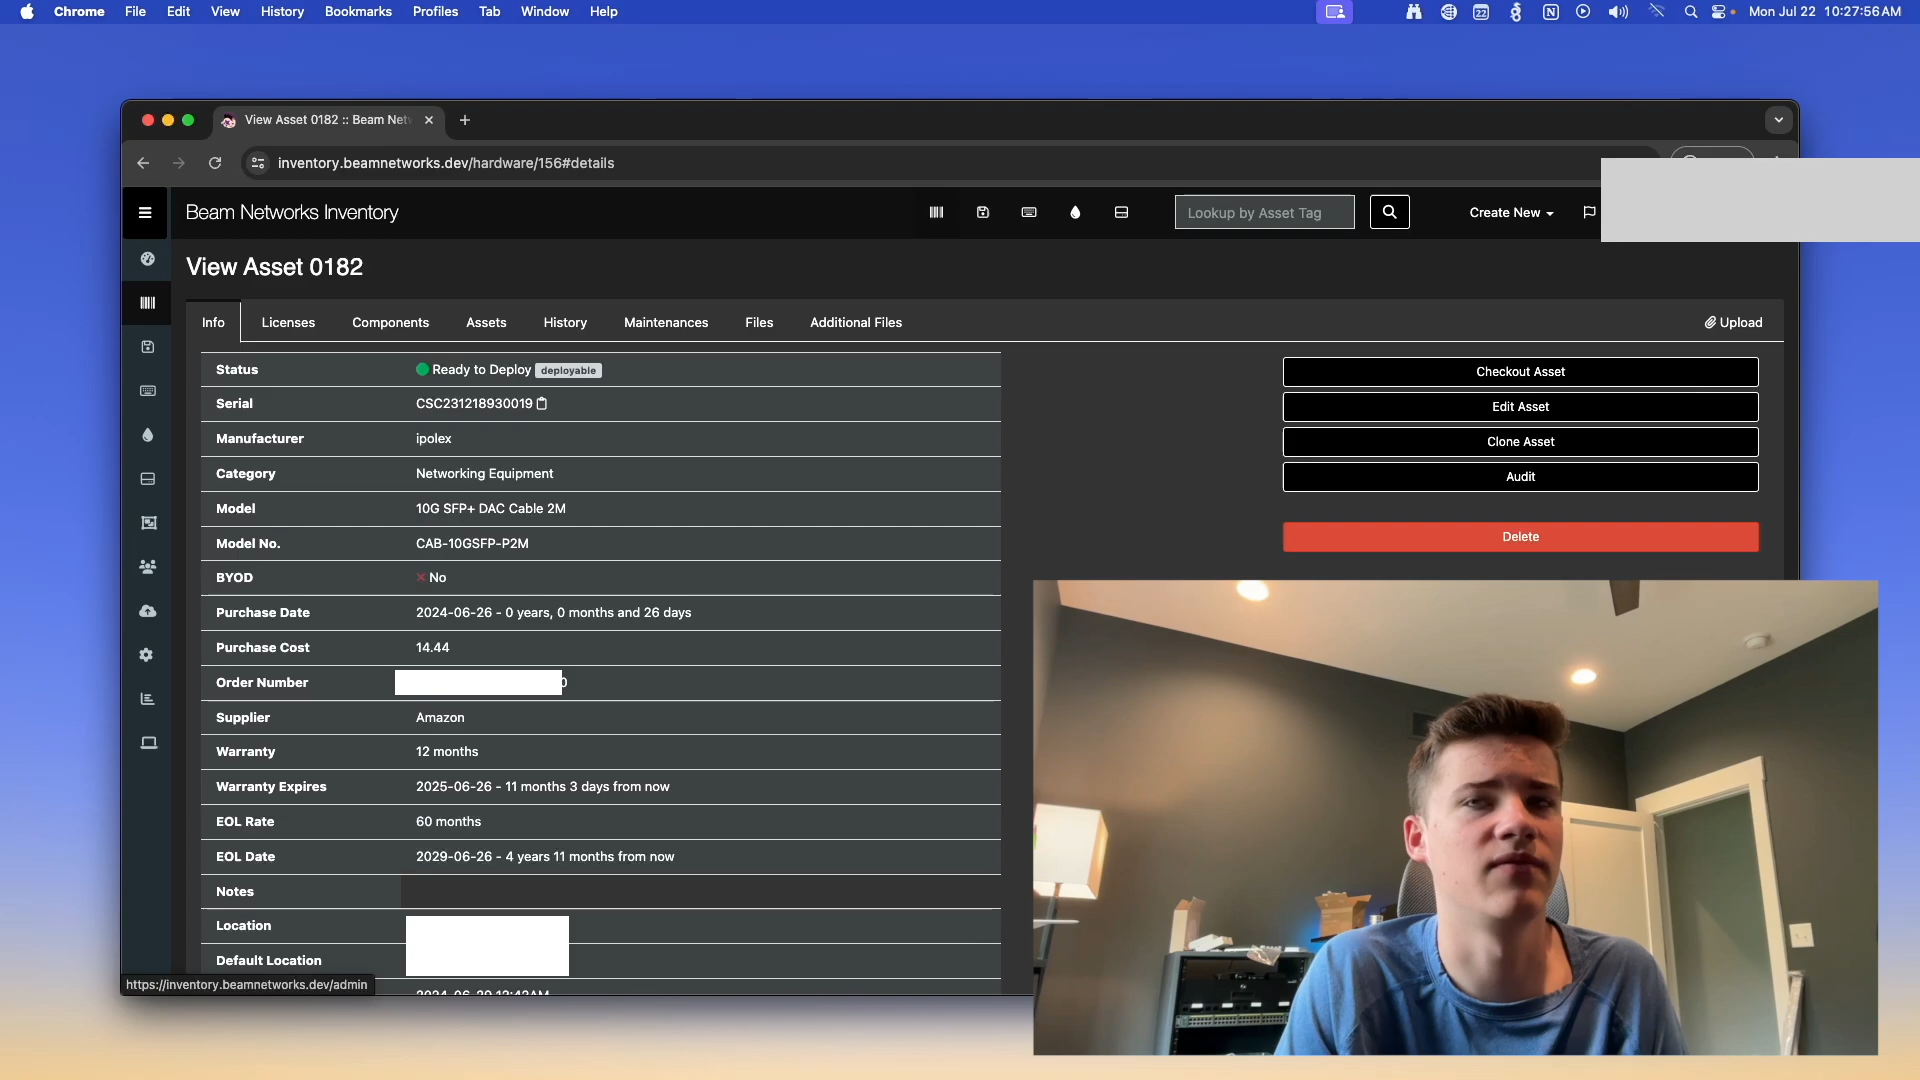 Chrome File Edit View History Bookmarks Profiles Tab Window Help
22
Mon Jul 22 10:27:56 AM
View Asset 0182 :: Beam Net
inventory.beamnetworks.dev/hardware/156#details
Beam Networks Inventory
Lookup by Asset Tag
Create New
View Asset 0182
Info Licenses Components Assets History Maintenances Files Additional Files Upload
Status Ready to Deploy deployable
Serial CSC231218930019
Manufacturer ipolex
Category Networking Equipment
Model 10G SFP+ DAC Cable 2M
Model No. CAB-10GSFP-P2M
BYOD No
Purchase Date 2024-06-26 - 0 years, 0 months and 26 days
Purchase Cost 14.44
Order Number
Supplier Amazon
Warranty 12 months
Warranty Expires 2025-06-26 - 11 months 3 days from now
EOL Rate 60 months
EOL Date 2029-06-26 - 4 years 11 months from now
Notes
Location
Default Location
Checkout Asset
Edit Asset
Clone Asset
Audit
Delete
https://inventory.beamnetworks.dev/admin